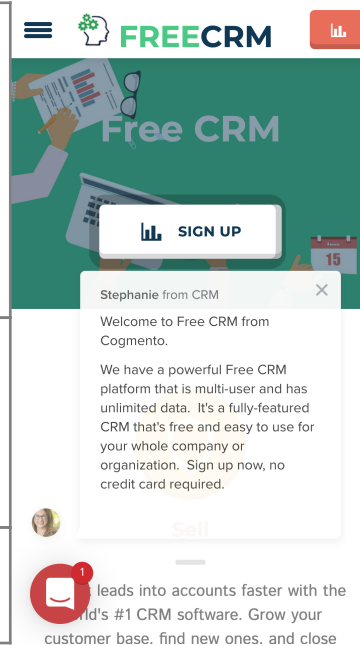 FREECRM
Free CRM
SIGN UP
15
Stephanie from CRM
Welcome to Free CRM from
Cogmento.
We have a powerful Free CRM
platform that is multi-user and has
unlimited data. It's a fully-featured
CRM that's free and easy to use for
your whole company or
organization. Sign up now, no
credit card required.
Sell
1
leads into accounts faster with the
#1 CRM software. Grow your
customer base, find new ones, and close